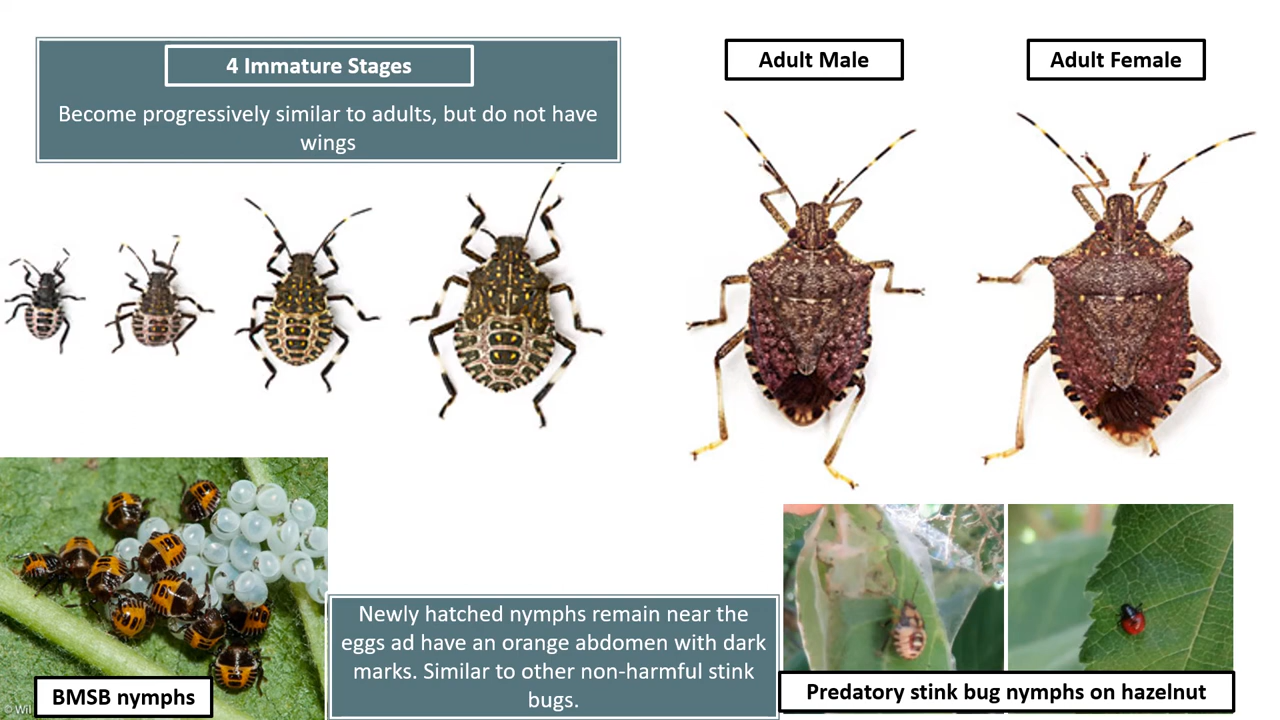 4 Immature Stages
Become progressively similar to adults, but do not have
wings
Adult Male
Adult Female
BMSB nymphs
© Wil
Newly hatched nymphs remain near the
eggs ad have an orange abdomen with dark
marks. Similar to other non-harmful stink
bugs.
Predatory stink bug nymphs on hazelnut